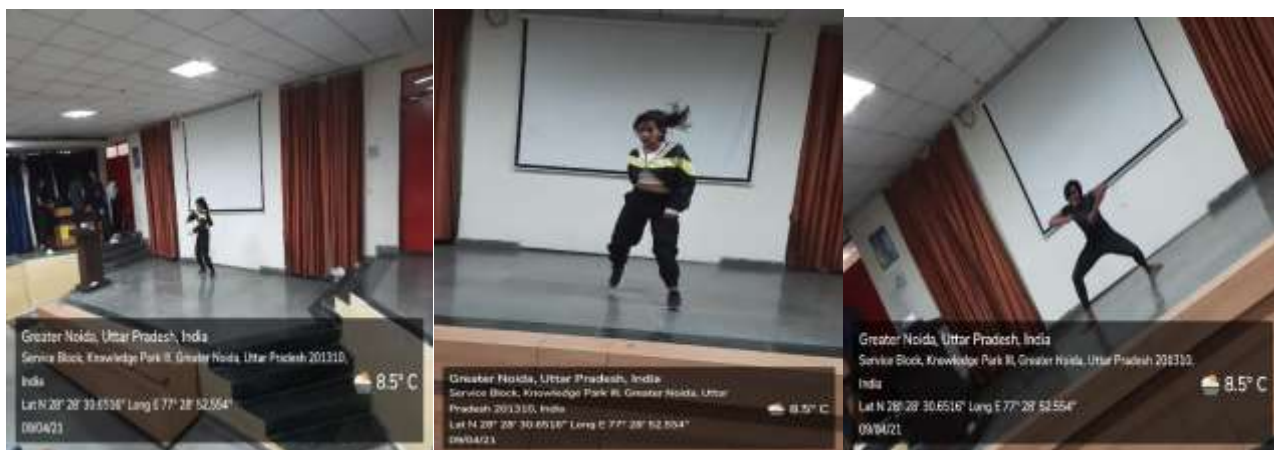 Greater Noida, Uttar Pradesh, India
Service Block, Knowledge Park III, Greater Noida, Uttar Pradesh 201310,
India
8.5° C
Lat N 28° 28' 30.6516" Long E 77° 28' 52.554"
09/04/21
Greater Noida, Uttar Pradesh, India
Service Block, Knowledge Park III, Greater Noida, Uttar
Pradesh 201310, India
8.5° C
Lat N 28° 28' 30.6516" Long E 77° 28' 52.554"
09/04/21
Greater Noida, Uttar Pradesh, India
Service Block, Knowledge Park III, Greater Noida, Uttar Pradesh 201310,
India
8.5° C
Lat N 28° 28' 30.6516" Long E 77° 28' 52.554"
09/04/21